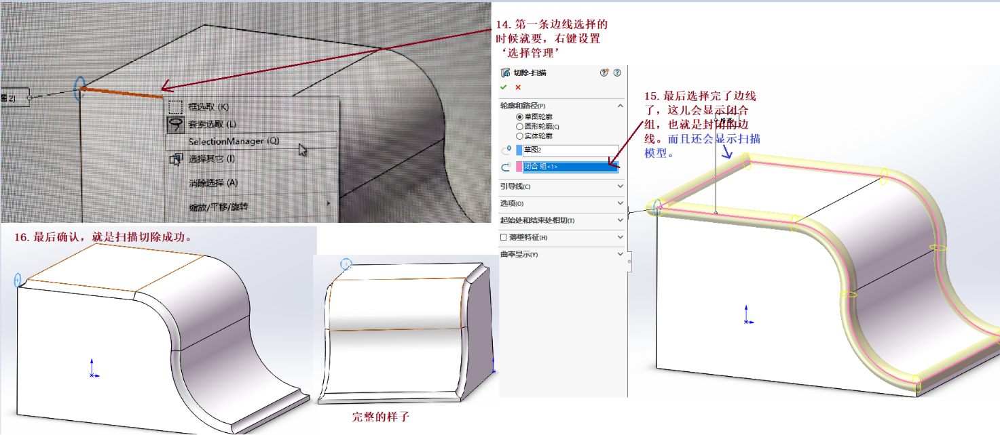 14. 第一条边线选择的
时候就要，右键设置
‘选择管理’
2)
框选取 (K)
套索选取 (L)
SelectionManager (Q)
选择其它 (I)
消除选择 (A)
缩放/平移/旋转
切除-扫描
轮廓和路径(P)
草图轮廓
圆形轮廓(C)
实体轮廓
草图2
闭合 组<1>
引导线(C)
选项(O)
起始处和结束处相切(T)
薄壁特征(H)
曲率显示(Y)
15. 最后选择完了边线
了，这儿会显示闭合
组，也就是封闭的边
线。而且还会显示扫描
模型。
16. 最后确认，就是扫描切除成功。
完整的样子